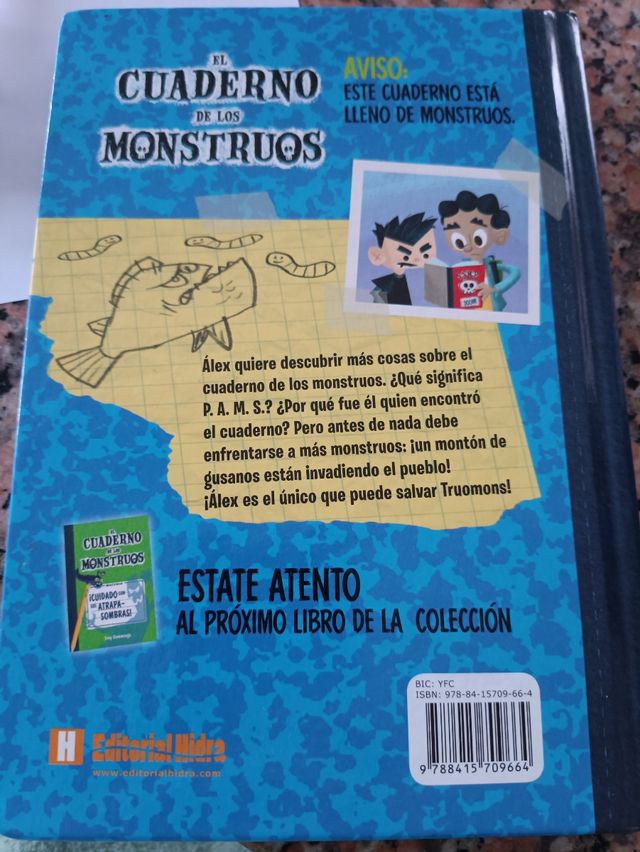 EL
CUADERNO
DE LOS
MONSTRUOS
AVISO:
ESTE CUADERNO ESTÁ
LLENO DE MONSTRUOS.
Álex quiere descubrir más cosas sobre el
cuaderno de los monstruos. ¿Qué significa
P. A. M. S.? ¿Por qué fue él quien encontró
el cuaderno? Pero antes de nada debe
enfrentarse a más monstruos: ¡un montón de
gusanos están invadiendo el pueblo!
¡Álex es el único que puede salvar Truomons!
EL
CUADERNO
DE LOS
MONSTRUOS
¡CUIDADO CON
LOS ATRAPA-
SOMBRAS!
ESTATE ATENTO
AL PRÓXIMO LIBRO DE LA COLECCIÓN
BIC: YFC
ISBN: 978-84-15709-66-4
9 788415 709664
H Editorial Hidra
www.editorialhidra.com